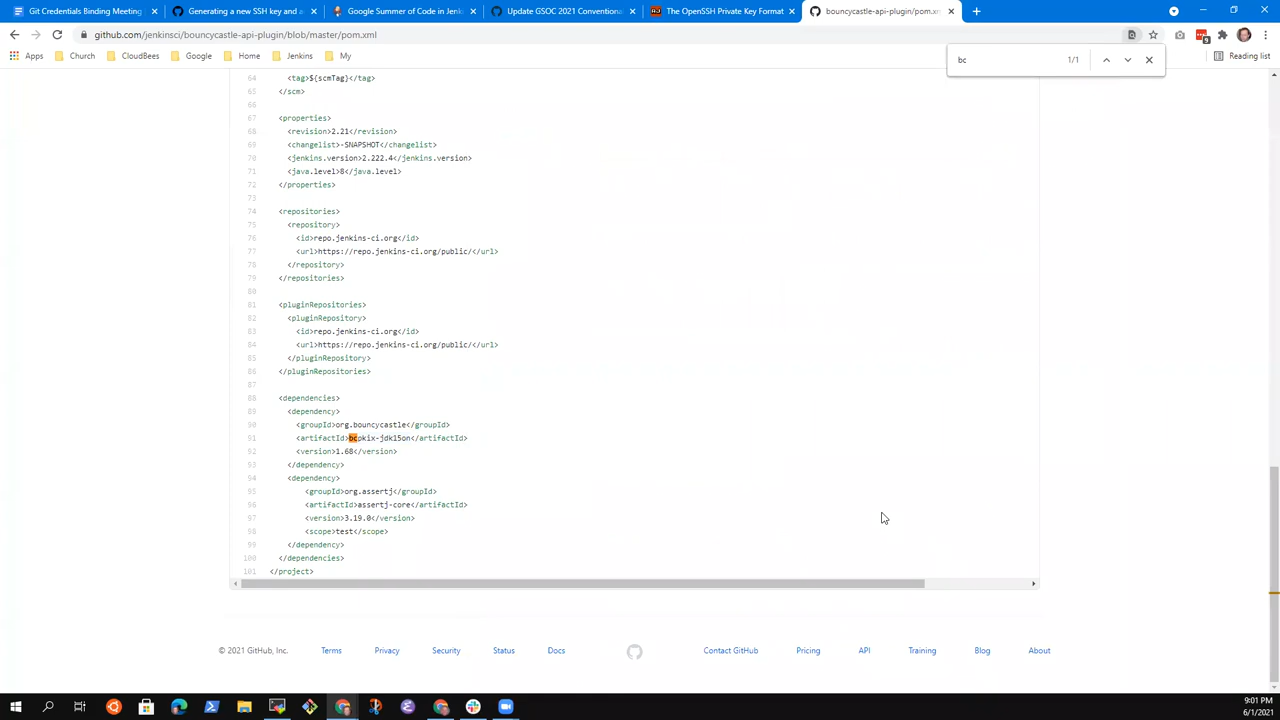 Git Credentials Binding Meeting
Generating a new SSH key and a
Google Summer of Code in Jenki
Update GSOC 2021 Conventional
The OpenSSH Private Key Format
bouncycastle-api-plugin/pom.xm
github.com/jenkinsci/bouncycastle-api-plugin/blob/master/pom.xml
9
Apps
Church
CloudBees
Google
Home
Jenkins
My
Reading list
bc
1/1
64 <tag>${scmTag}</tag>
65 </scm>
66
67 <properties>
68 <revision>2.21</revision>
69 <changelist>-SNAPSHOT</changelist>
70 <jenkins.version>2.222.4</jenkins.version>
71 <java.level>8</java.level>
72 </properties>
73
74 <repositories>
75 <repository>
76 <id>repo.jenkins-ci.org</id>
77 <url>https://repo.jenkins-ci.org/public/</url>
78 </repository>
79 </repositories>
80
81 <pluginRepositories>
82 <pluginRepository>
83 <id>repo.jenkins-ci.org</id>
84 <url>https://repo.jenkins-ci.org/public/</url>
85 </pluginRepository>
86 </pluginRepositories>
87
88 <dependencies>
89 <dependency>
90 <groupId>org.bouncycastle</groupId>
91 <artifactId>bcpkix-jdk15on</artifactId>
92 <version>1.68</version>
93 </dependency>
94 <dependency>
95 <groupId>org.assertj</groupId>
96 <artifactId>assertj-core</artifactId>
97 <version>3.19.0</version>
98 <scope>test</scope>
99 </dependency>
100 </dependencies>
101 </project>
© 2021 GitHub, Inc.
Terms
Privacy
Security
Status
Docs
Contact GitHub
Pricing
API
Training
Blog
About
9:01 PM
6/1/2021